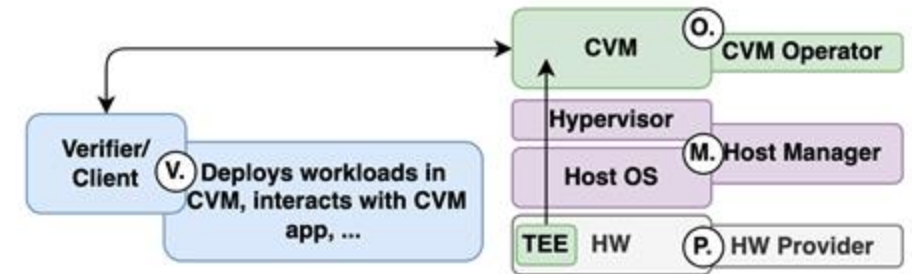 CVM
O.
CVM Operator
Hypervisor
Host OS
M.
Host Manager
TEE
HW
P.
HW Provider
Verifier/
Client
V.
Deploys workloads in
CVM, interacts with CVM
app, ...